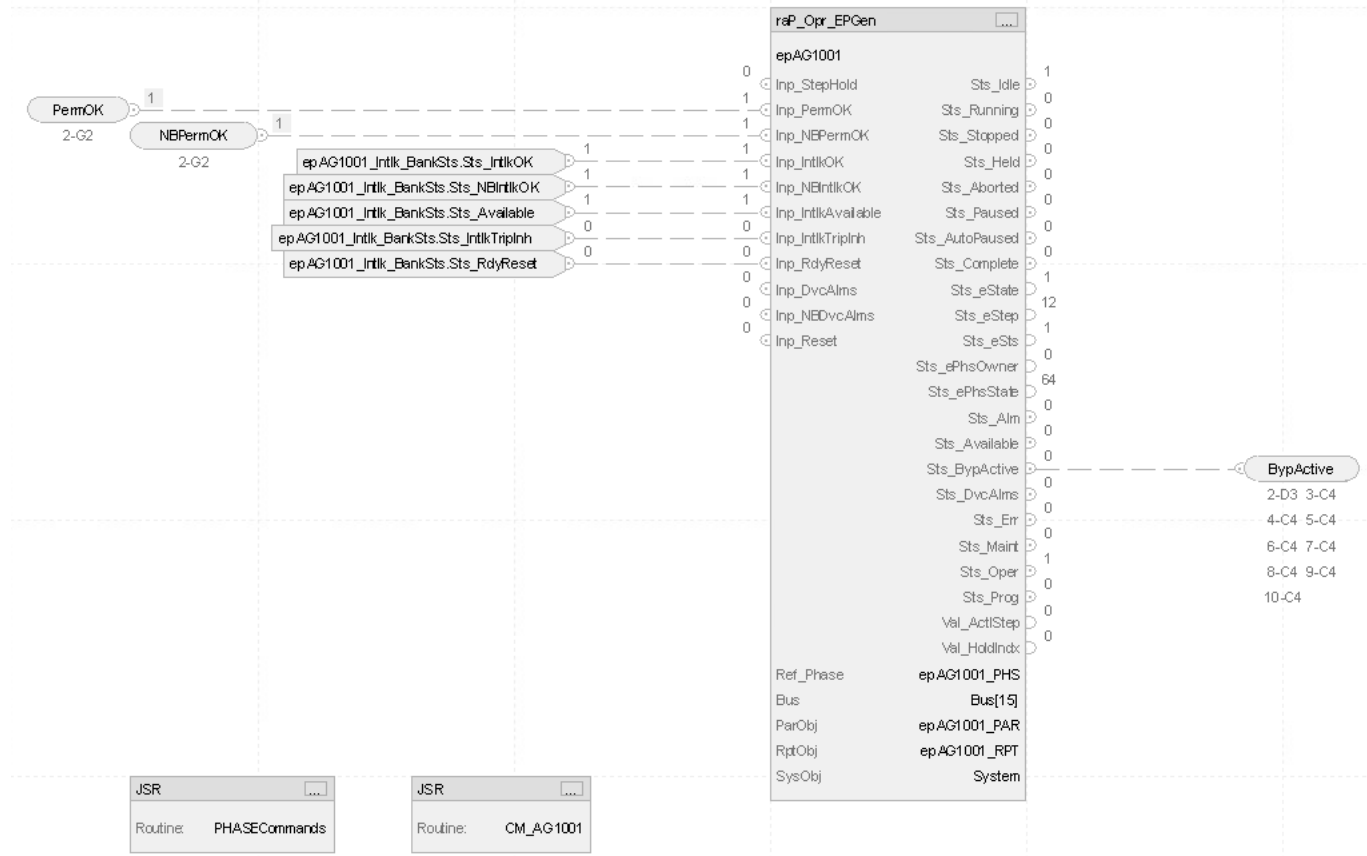 raP_Opr_EPGen ...
epAG1001
0 Inp_StepHold Sts_Idle 1
PermOK 1 1 Inp_PermOK Sts_Running 0
2-G2 NBPermOK 1 1 Inp_NBPermOK Sts_Stopped 0
2-G2 epAG1001_Intlk_BankSts.Sts_IntlkOK 1 1 Inp_IntlkOK Sts_Held 0
epAG1001_Intlk_BankSts.Sts_NBIntlkOK 1 1 Inp_NBIntlkOK Sts_Aborted 0
epAG1001_Intlk_BankSts.Sts_Available 1 1 Inp_IntlkAvailable Sts_Paused 0
epAG1001_Intlk_BankSts.Sts_IntlkTripInh 0 0 Inp_IntlkTripInh Sts_AutoPaused 0
epAG1001_Intlk_BankSts.Sts_RdyReset 0 0 Inp_RdyReset Sts_Complete 0
0 Inp_DvcAlms Sts_eState 1
0 Inp_NBDvcAlms Sts_eStep 12
0 Inp_Reset Sts_eSts 1
Sts_ePhsOwner 0
Sts_ePhsState 64
Sts_Alm 0
Sts_Available 0
Sts_BypActive 0 BypActive
Sts_DvcAlms 0 2-D3 3-C4
Sts_Err 0 4-C4 5-C4
Sts_Maint 0 6-C4 7-C4
Sts_Oper 1 8-C4 9-C4
Sts_Prog 0 10-C4
Val_ActlStep 0
Val_HoldIndx 0
Ref_Phase epAG1001_PHS
Bus Bus[15]
ParObj epAG1001_PAR
RptObj epAG1001_RPT
SysObj System
JSR ... JSR ...
Routine: PHASECommands Routine: CM_AG1001